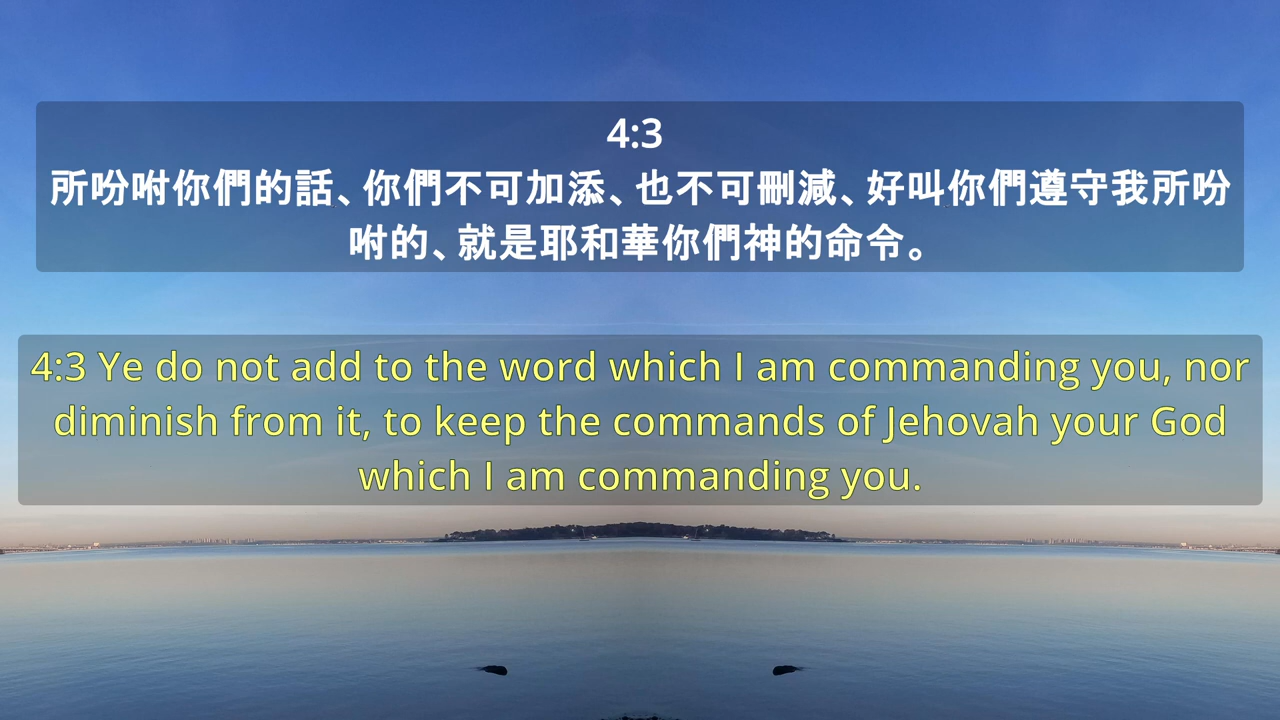 4:3
所吩咐你們的話、你們不可加添、也不可刪減、好叫你們遵守我所吩
咐的、就是耶和華你們神的命令。
4:3 Ye do not add to the word which I am commanding you, nor
diminish from it, to keep the commands of Jehovah your God
which I am commanding you.